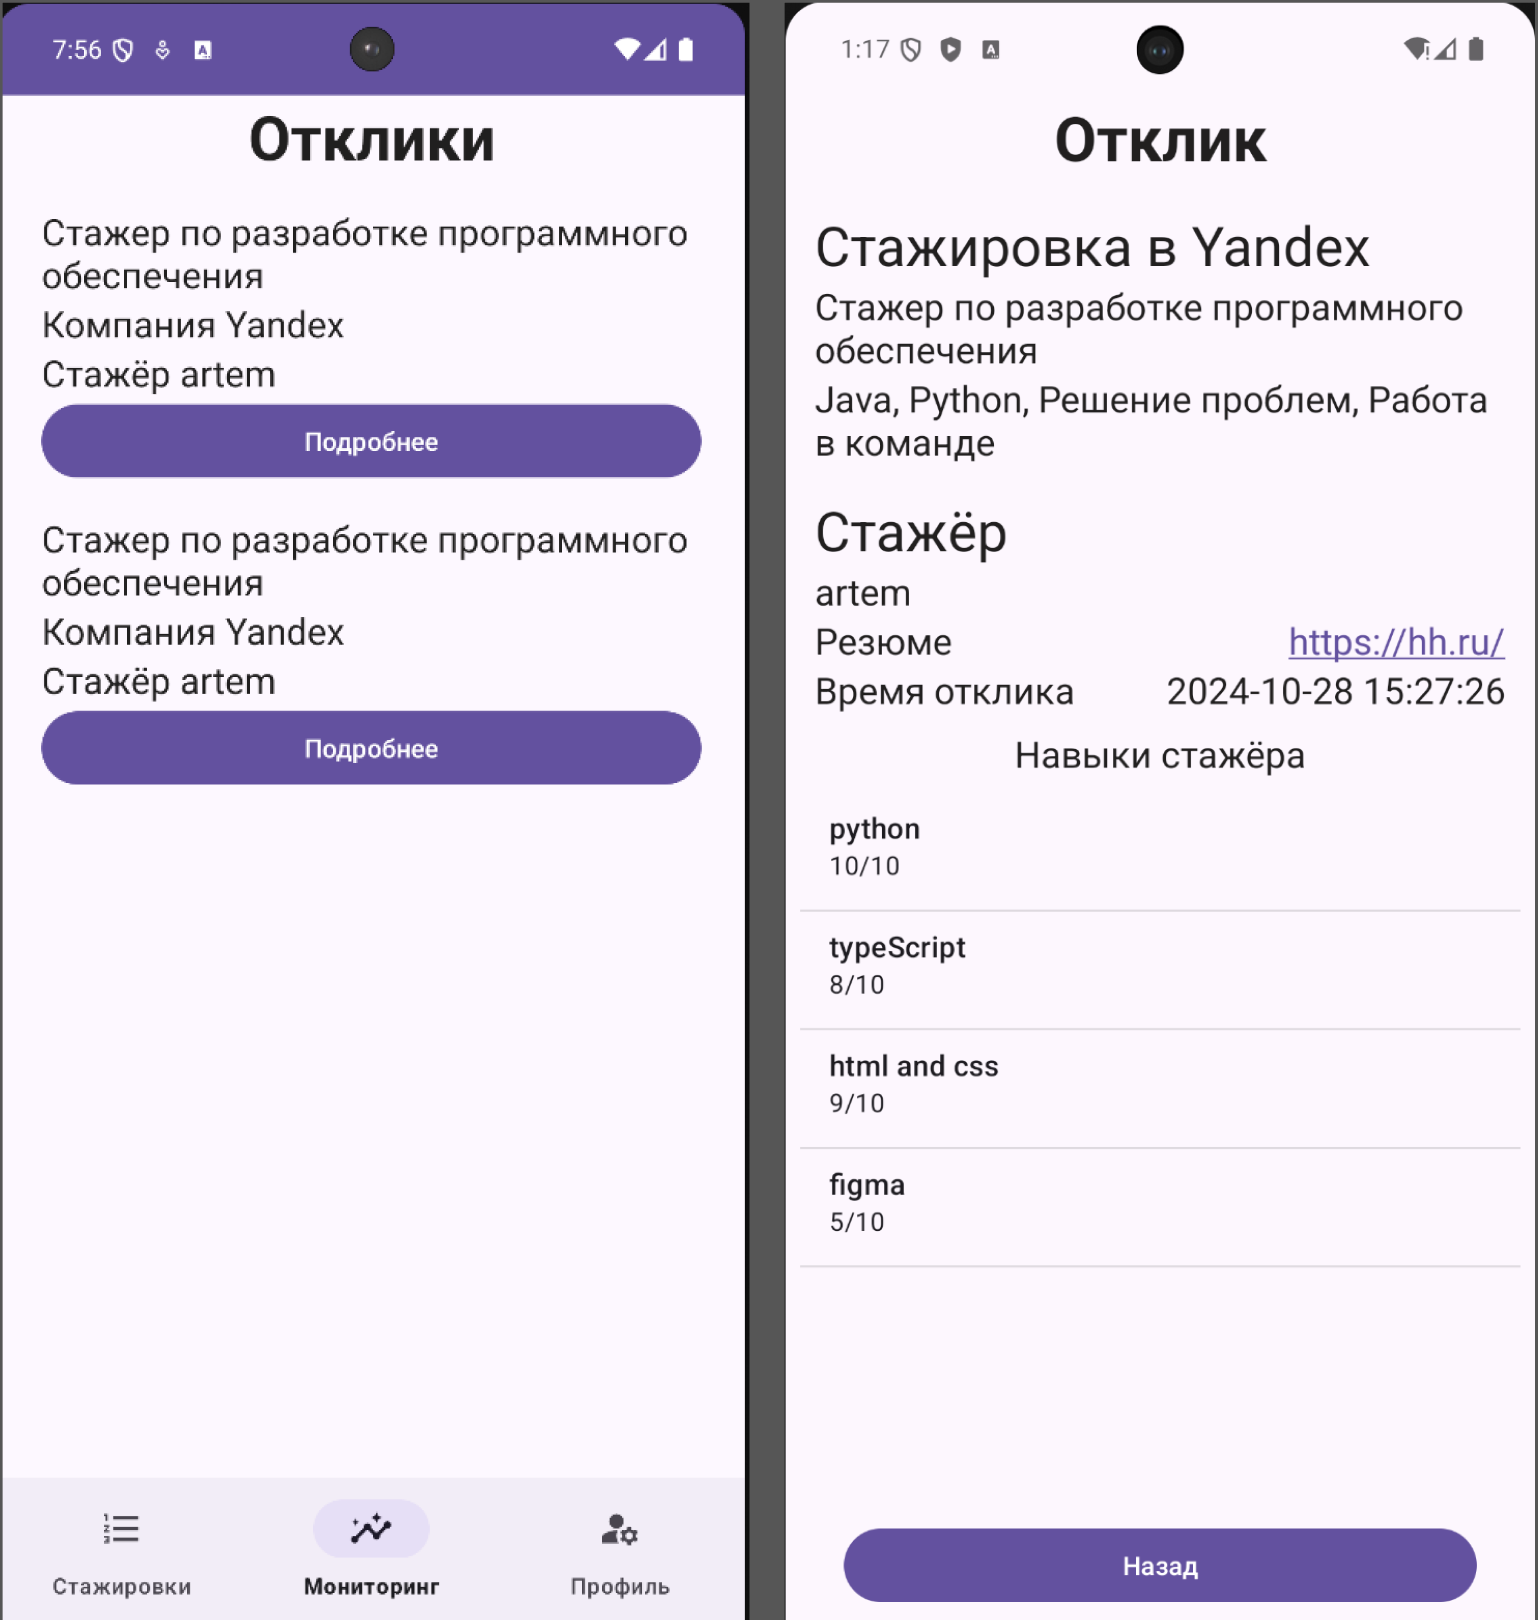 7:56
Отклики
Стажер по разработке программного
обеспечения
Компания Yandex
Стажёр artem
Подробнее
Стажер по разработке программного
обеспечения
Компания Yandex
Стажёр artem
Подробнее
Стажировки
Мониторинг
Профиль
1:17
Отклик
Стажировка в Yandex
Стажер по разработке программного
обеспечения
Java, Python, Решение проблем, Работа
в команде
Стажёр
artem
Резюме https://hh.ru/
Время отклика 2024-10-28 15:27:26
Навыки стажёра
python
10/10
typeScript
8/10
html and css
9/10
figma
5/10
Назад